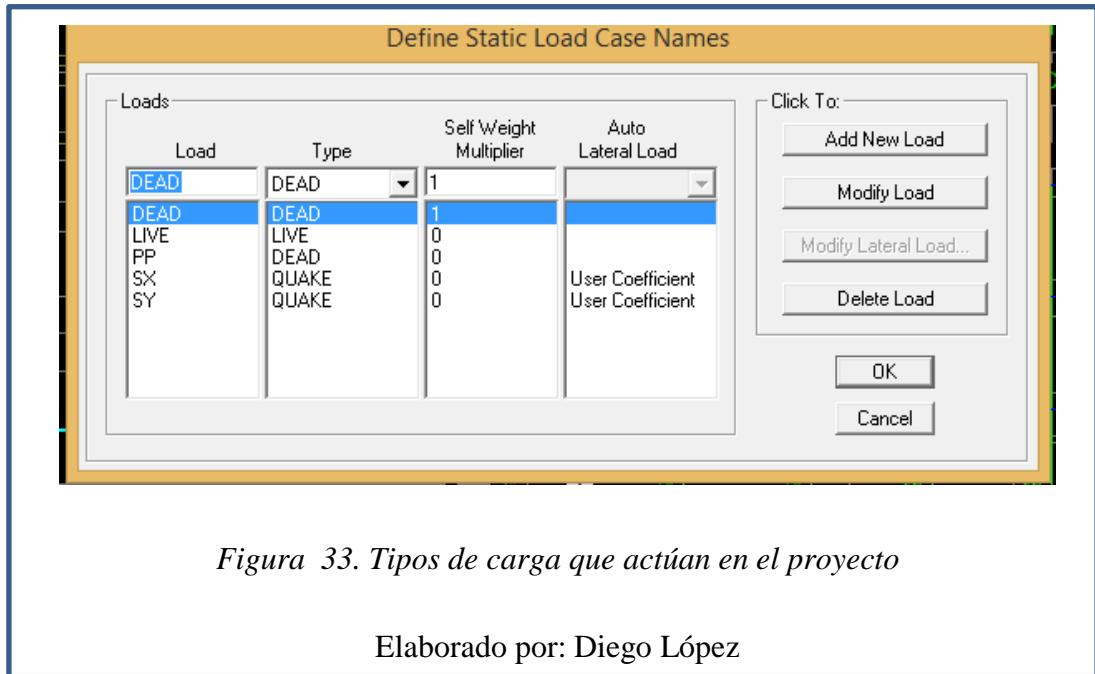 Define Static Load Case Names
Loads
Click To:
Load Type Self Weight Multiplier Auto Lateral Load
DEAD DEAD 1
DEAD DEAD 1
LIVE LIVE 0
PP DEAD 0
SX QUAKE 0 User Coefficient
SY QUAKE 0 User Coefficient
Add New Load
Modify Load
Modify Lateral Load...
Delete Load
OK
Cancel
Figura 33. Tipos de carga que actúan en el proyecto
Elaborado por: Diego López